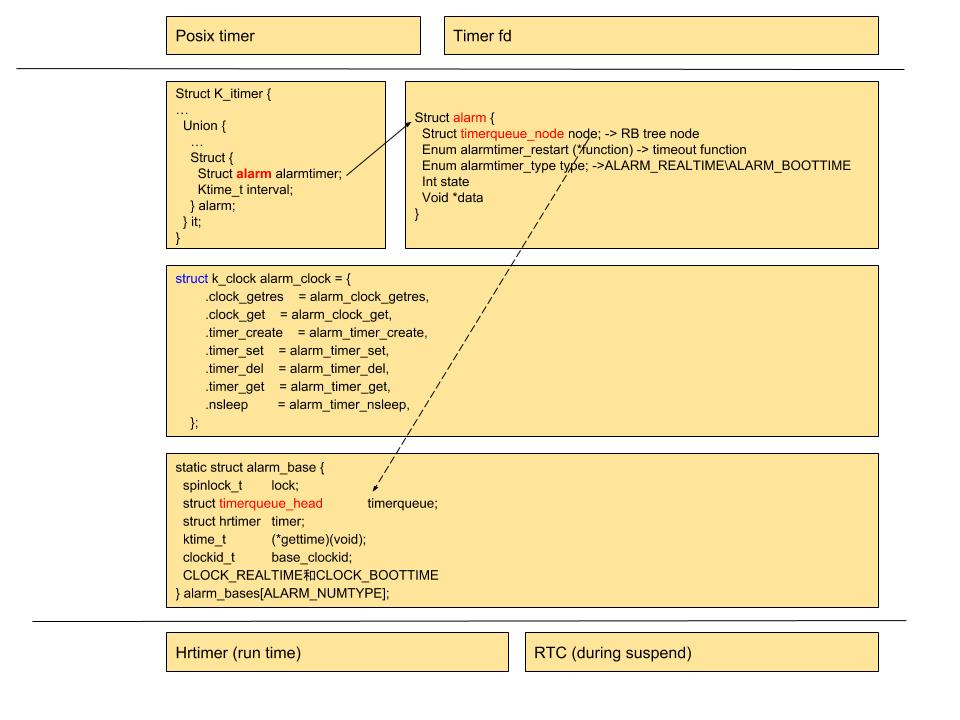 Posix timer
Timer fd
Struct K_itimer {
…
Union {
…
Struct {
Struct alarm alarmtimer;
Ktime_t interval;
} alarm;
} it;
}
Struct alarm {
Struct timerqueue_node node; -> RB tree node
Enum alarmtimer_restart (*function) -> timeout function
Enum alarmtimer_type type; ->ALARM_REALTIME\ALARM_BOOTTIME
Int state
Void *data
}
struct k_clock alarm_clock = {
.clock_getres = alarm_clock_getres,
.clock_get = alarm_clock_get,
.timer_create = alarm_timer_create,
.timer_set = alarm_timer_set,
.timer_del = alarm_timer_del,
.timer_get = alarm_timer_get,
.nsleep = alarm_timer_nsleep,
};
static struct alarm_base {
spinlock_t lock;
struct timerqueue_head timerqueue;
struct hrtimer timer;
ktime_t (*gettime)(void);
clockid_t base_clockid;
CLOCK_REALTIME和CLOCK_BOOTTIME
} alarm_bases[ALARM_NUMTYPE];
Hrtimer (run time)
RTC (during suspend)